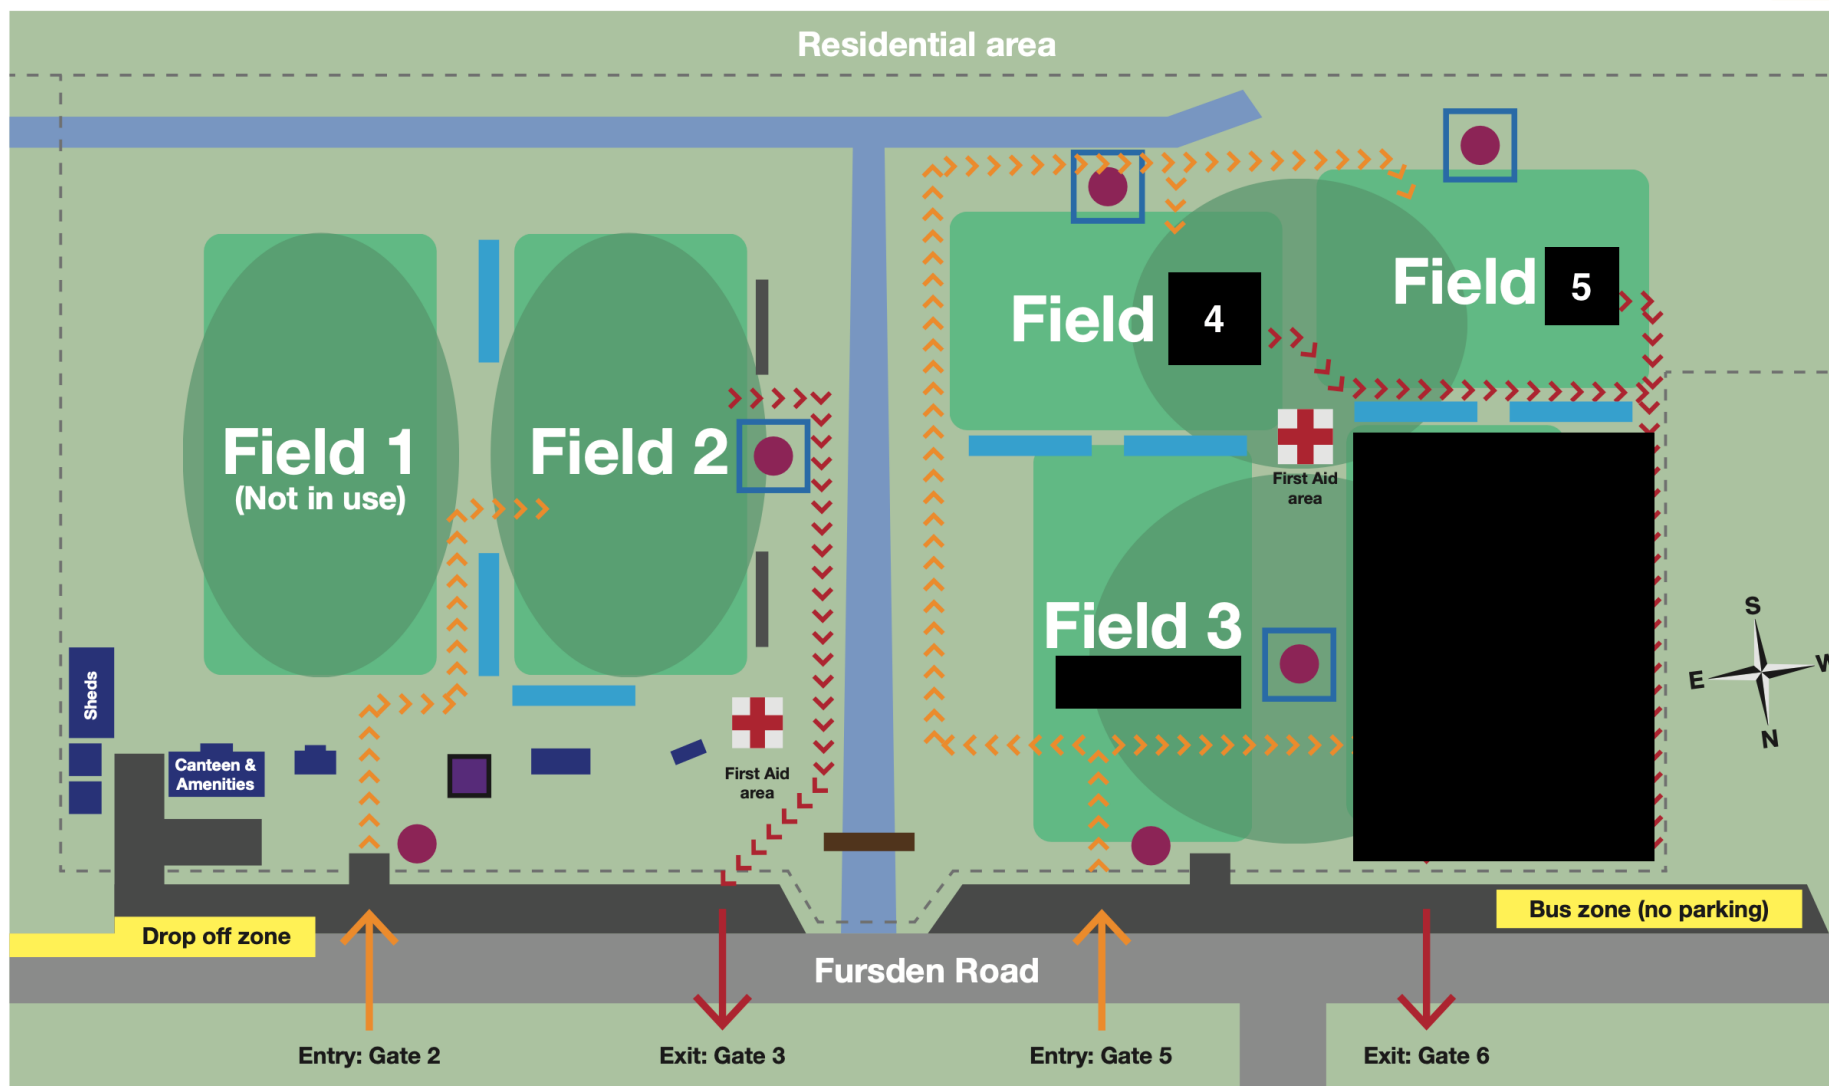 Residential area
Field 1
(Not in use)
Field 2
Field 4
Field 5
First Aid
area
Field 3
Sheds
Canteen &
Amenities
First Aid
area
S
E
W
N
Drop off zone
Bus zone (no parking)
Fursden Road
Entry: Gate 2
Exit: Gate 3
Entry: Gate 5
Exit: Gate 6